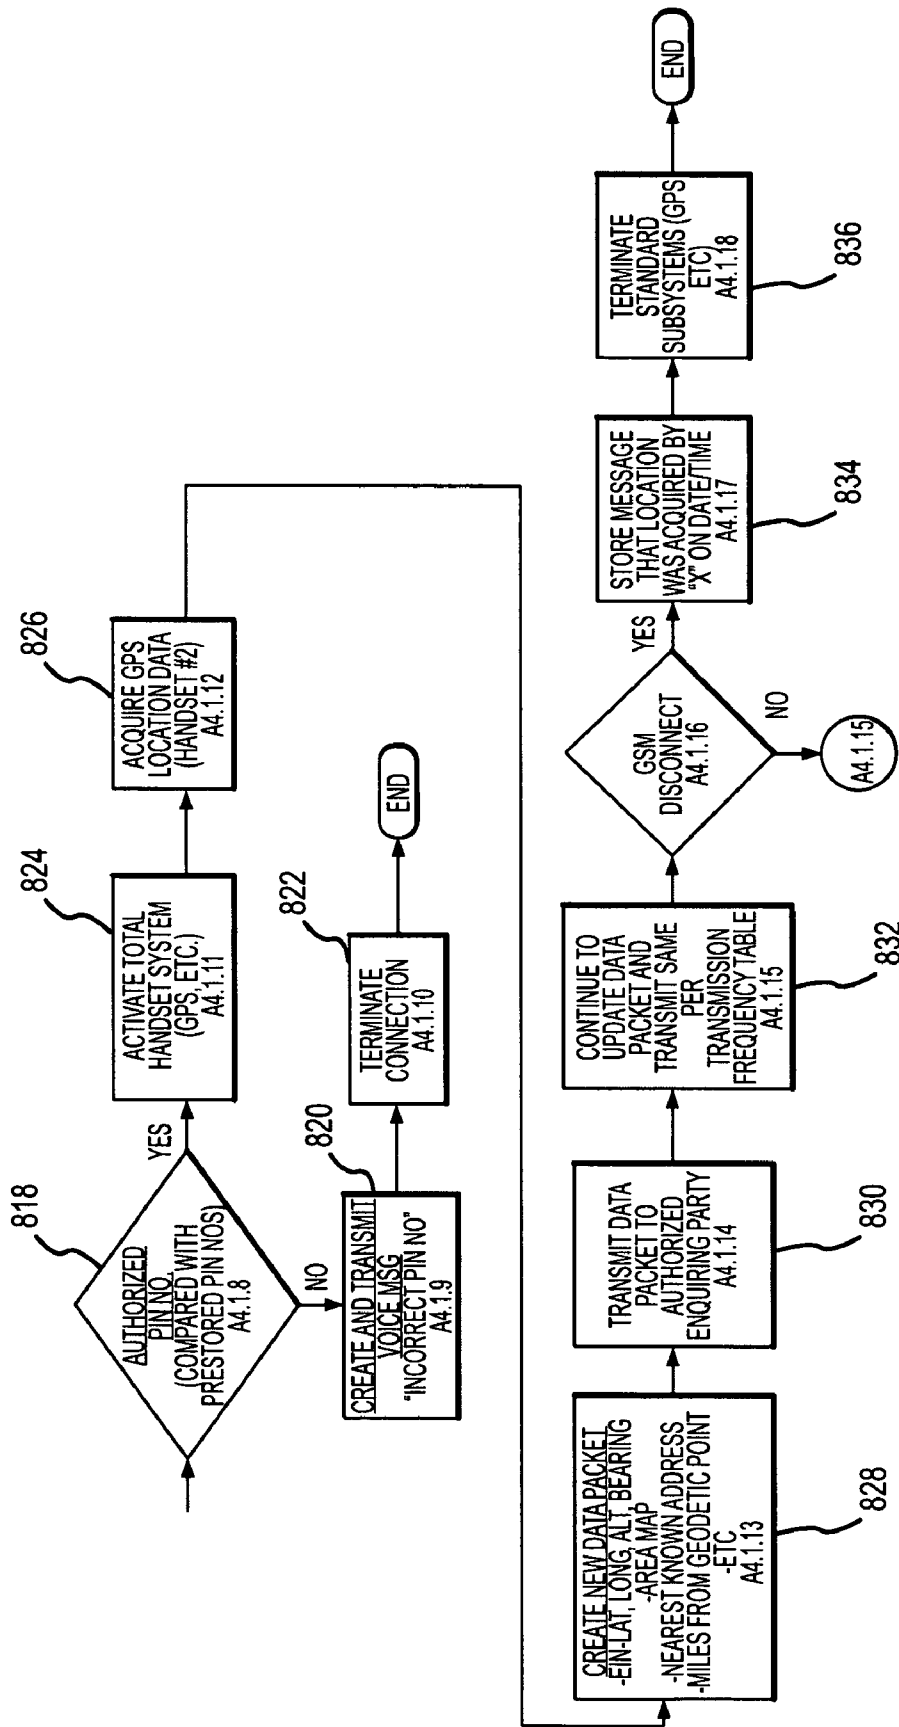 818
AUTHORIZED
PIN NO.
(COMPARED WITH
PRESTORED PIN NOS)
A4.1.8
YES
NO
824
ACTIVATE TOTAL
HANDSET SYSTEM
(GPS, ETC.)
A4.1.11
826
ACQUIRE GPS
LOCATION DATA
(HANDSET #2)
A4.1.12
820
CREATE AND TRANSMIT
VOICE MSG
"INCORRECT PIN NO"
A4.1.9
822
TERMINATE
CONNECTION
A4.1.10
END
CREATE NEW DATA PACKET
-EIN-LAT, LONG, ALT, BEARING
-AREA MAP
-NEAREST KNOWN ADDRESS
-MILES FROM GEODETIC POINT
-ETC
A4.1.13
828
TRANSMIT DATA
PACKET TO
AUTHORIZED
ENQUIRING PARTY
A4.1.14
830
CONTINUE TO
UPDATE DATA
PACKET AND
TRANSMIT SAME
PER
TRANSMISSION
FREQUENCY TABLE
A4.1.15
832
GSM
DISCONNECT
A4.1.16
YES
NO
A4.1.15
STORE MESSAGE
THAT LOCATION
WAS ACQUIRED BY
"X" ON DATE/TIME
A4.1.17
834
TERMINATE
STANDARD
SUBSYSTEMS (GPS
ETC)
A4.1.18
836
END